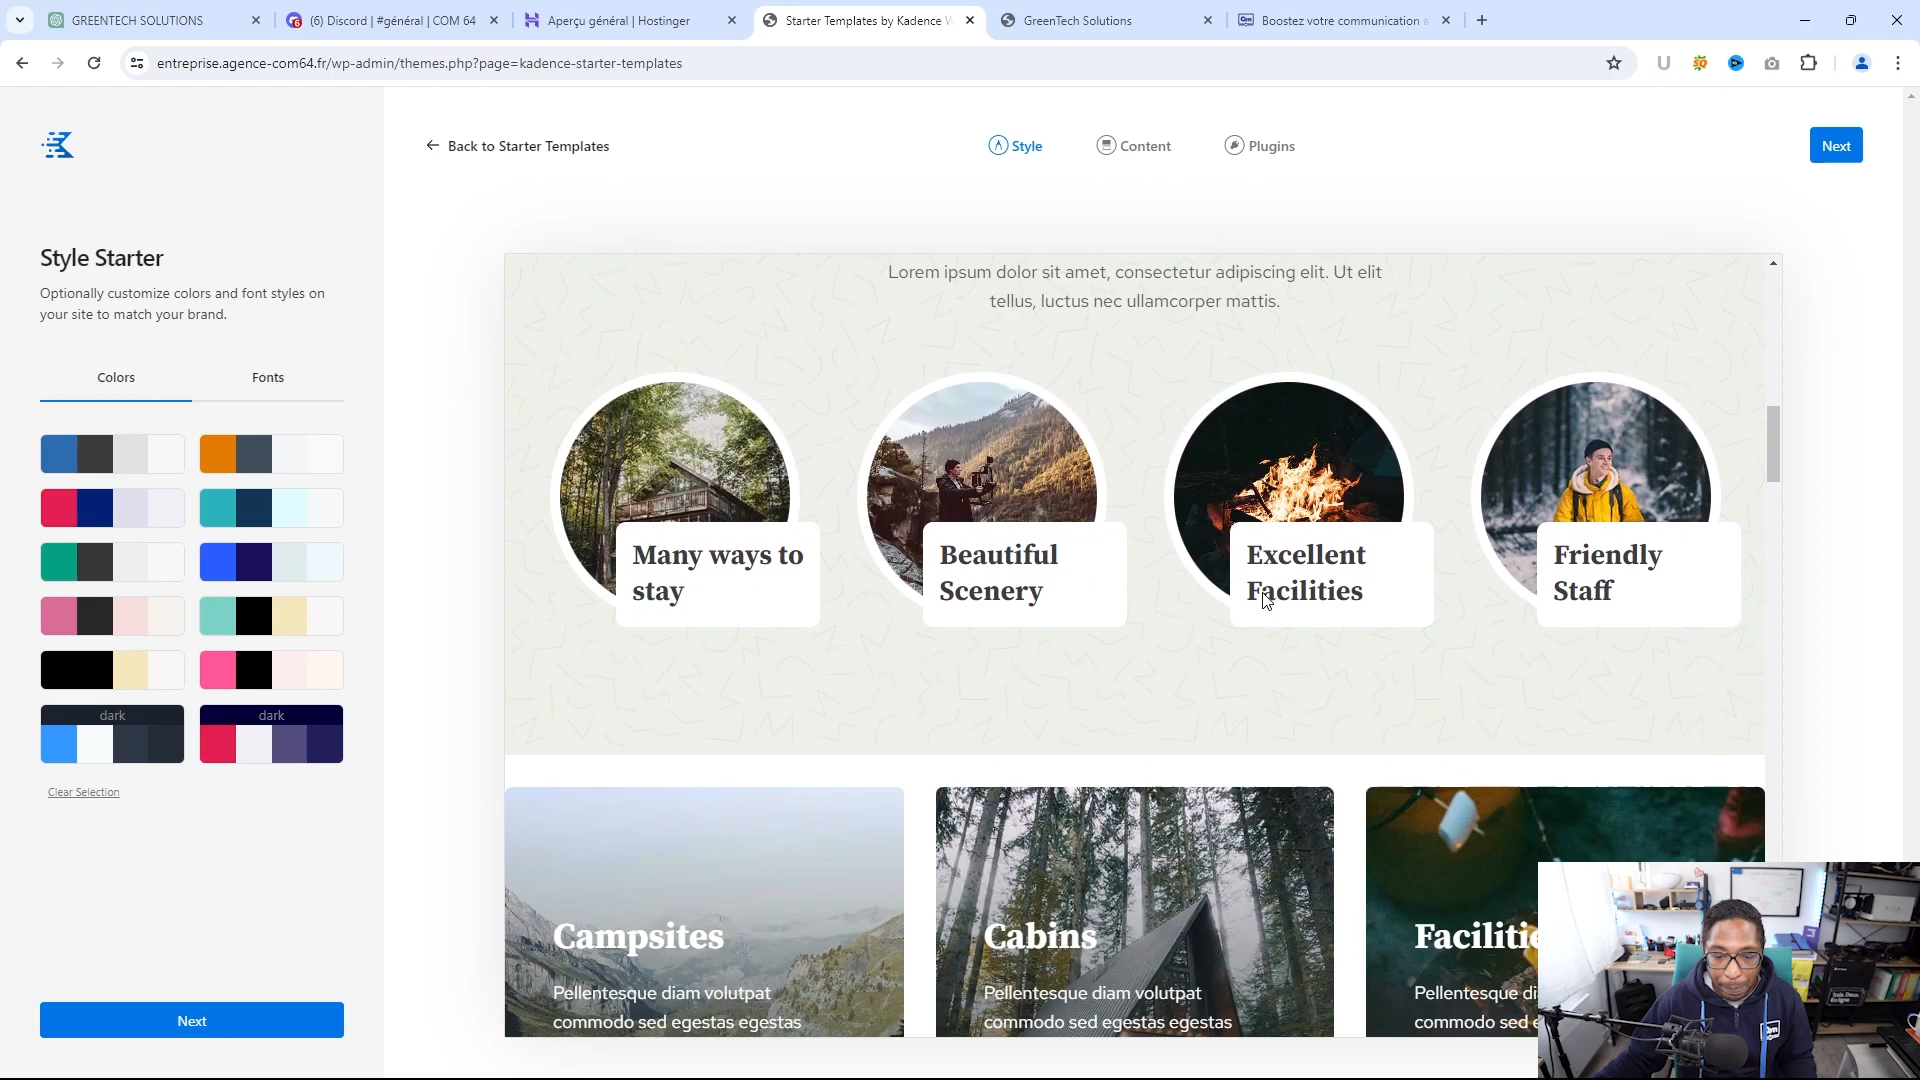 GREENTECH SOLUTIONS
(6) Discord | #général | COM 64
Aperçu général | Hostinger
Starter Templates by Kadence W
GreenTech Solutions
Boostez votre communication a
entreprise.agence-com64.fr/wp-admin/themes.php?page=kadence-starter-templates
Back to Starter Templates
Style
Content
Plugins
Next
Style Starter
Optionally customize colors and font styles on
your site to match your brand.
Colors
Fonts
dark
dark
Clear Selection
Next
Lorem ipsum dolor sit amet, consectetur adipiscing elit. Ut elit
tellus, luctus nec ullamcorper mattis.
Many ways to
stay
Beautiful
Scenery
Excellent
Facilities
Friendly
Staff
Campsites
Pellentesque diam volutpat
commodo sed egestas egestas
Cabins
Pellentesque diam volutpat
commodo sed egestas egestas
Facilitie
Pellentesque di
commodo sed e